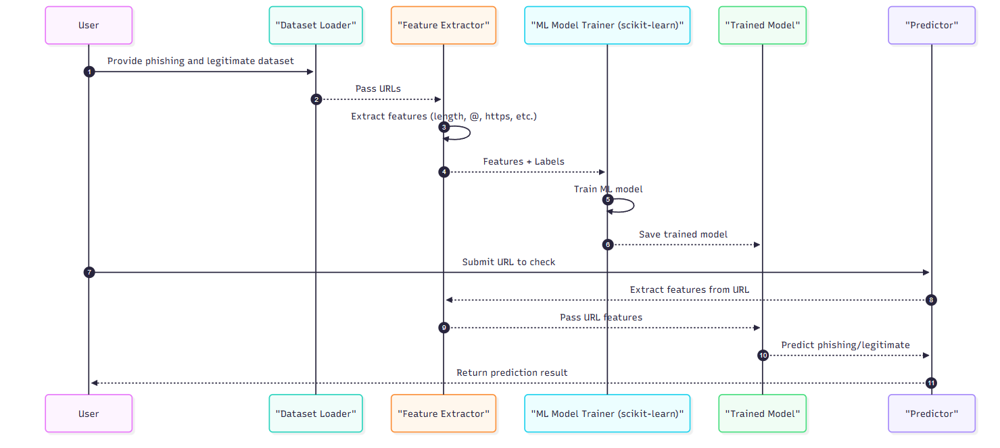 User
"Dataset Loader"
"Feature Extractor"
"ML Model Trainer (scikit-learn)"
"Trained Model"
"Predictor"
Provide phishing and legitimate dataset
1
Pass URLs
2
Extract features (length, @, https, etc.)
3
Features + Labels
4
Train ML model
5
Save trained model
6
Submit URL to check
7
Extract features from URL
8
Pass URL features
9
Predict phishing/legitimate
10
Return prediction result
11
User
"Dataset Loader"
"Feature Extractor"
"ML Model Trainer (scikit-learn)"
"Trained Model"
"Predictor"